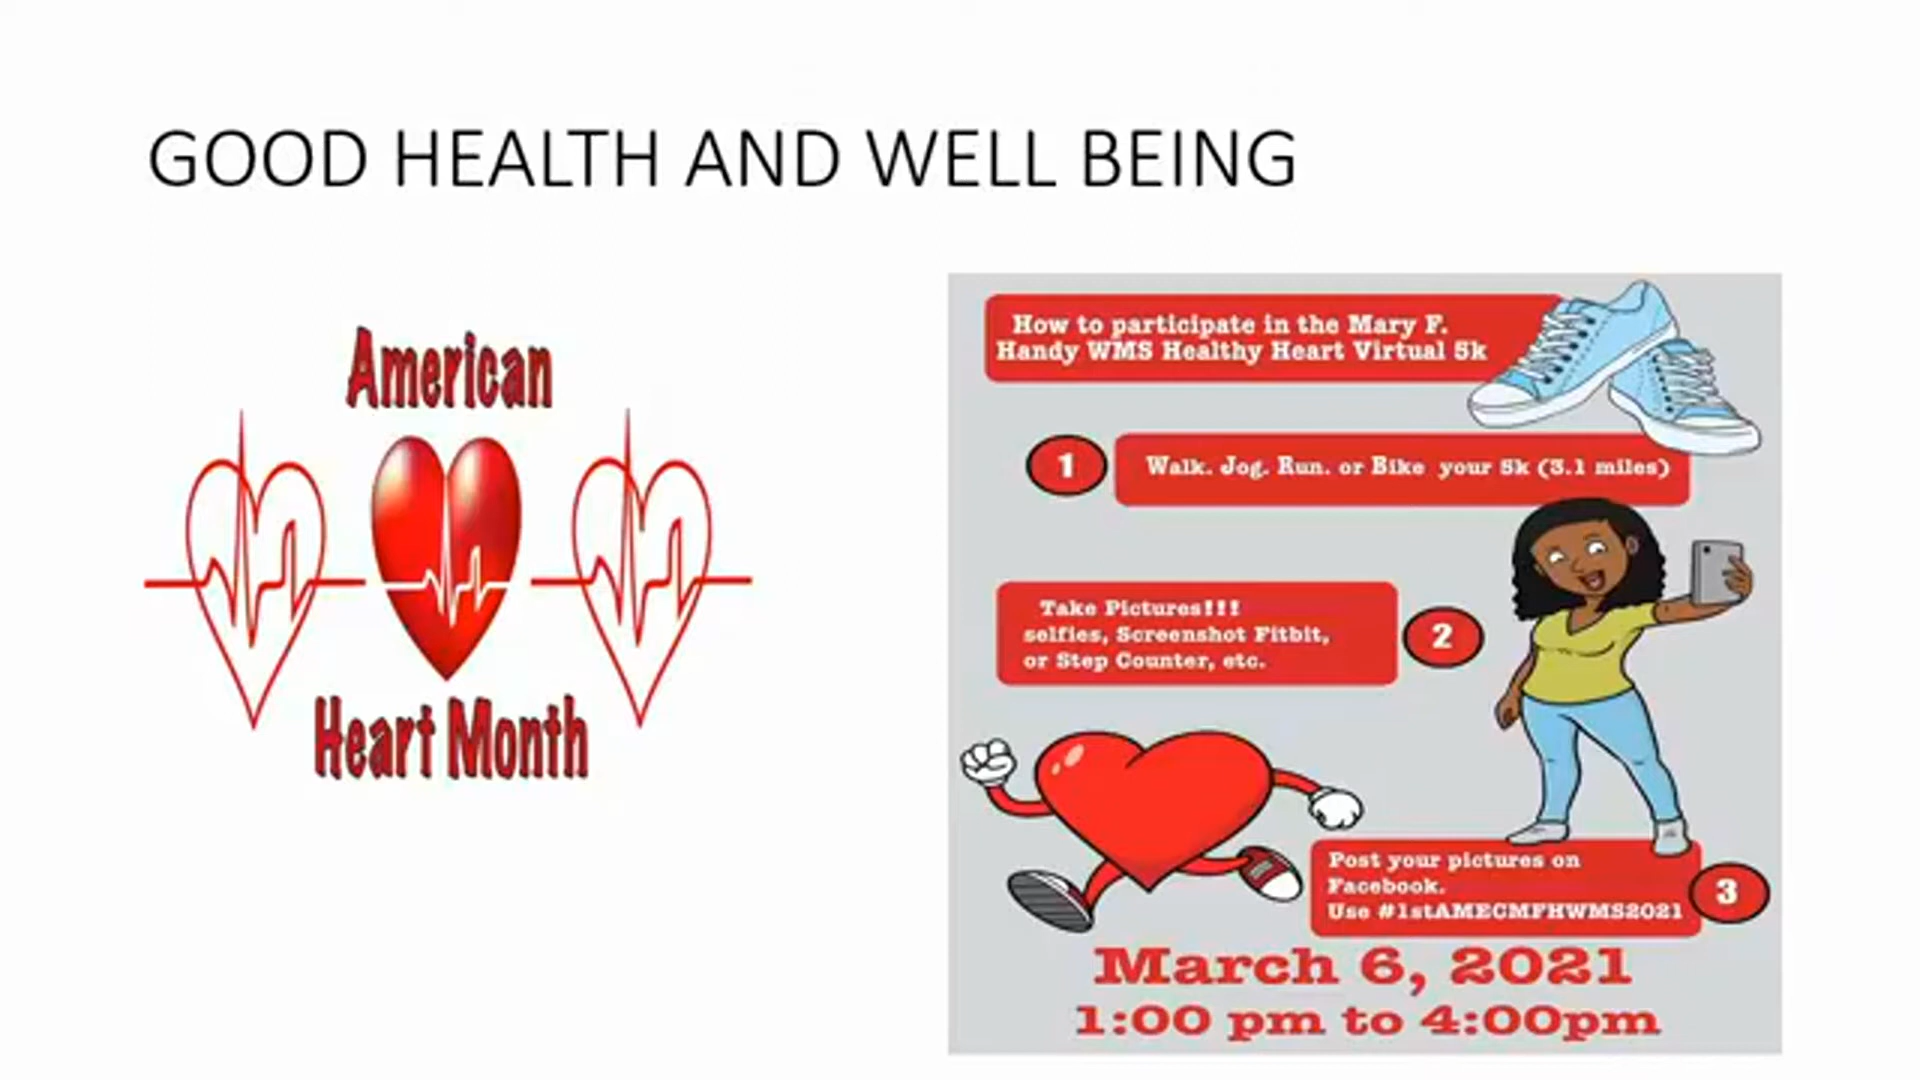 GOOD HEALTH AND WELL BEING
American
Heart Month
How to participate in the Mary F.
Handy WMS Healthy Heart Virtual 5k
1
Walk. Jog. Run. or Bike your 5k (3.1 miles)
Take Pictures!!!
selfies, Screenshot Fitbit,
or Step Counter, etc.
2
Post your pictures on
Facebook.
Use #1stAMECMFHWMS2021
3
March 6, 2021
1:00 pm to 4:00pm